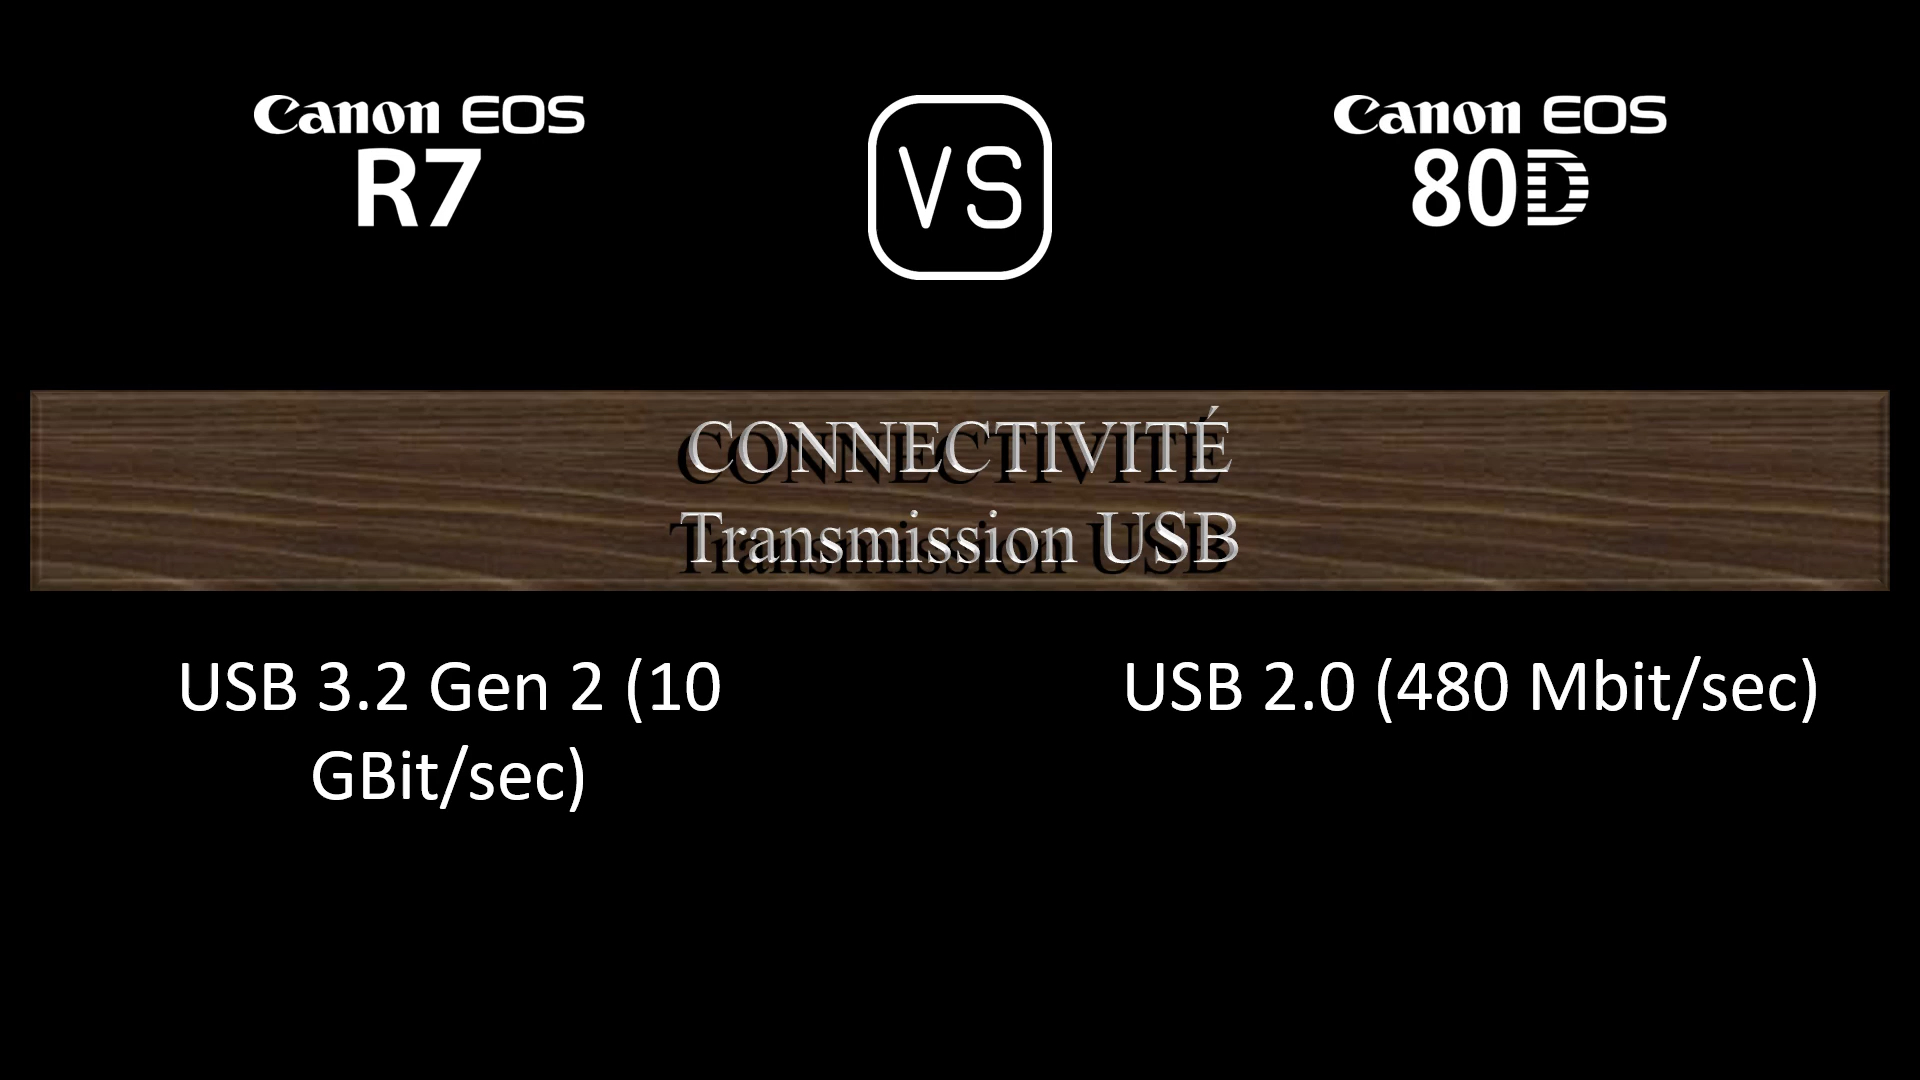 Canon EOS
R7
VS
Canon EOS
80D
CONNECTIVITÉ
Transmission USB
USB 3.2 Gen 2 (10
GBit/sec)
USB 2.0 (480 Mbit/sec)